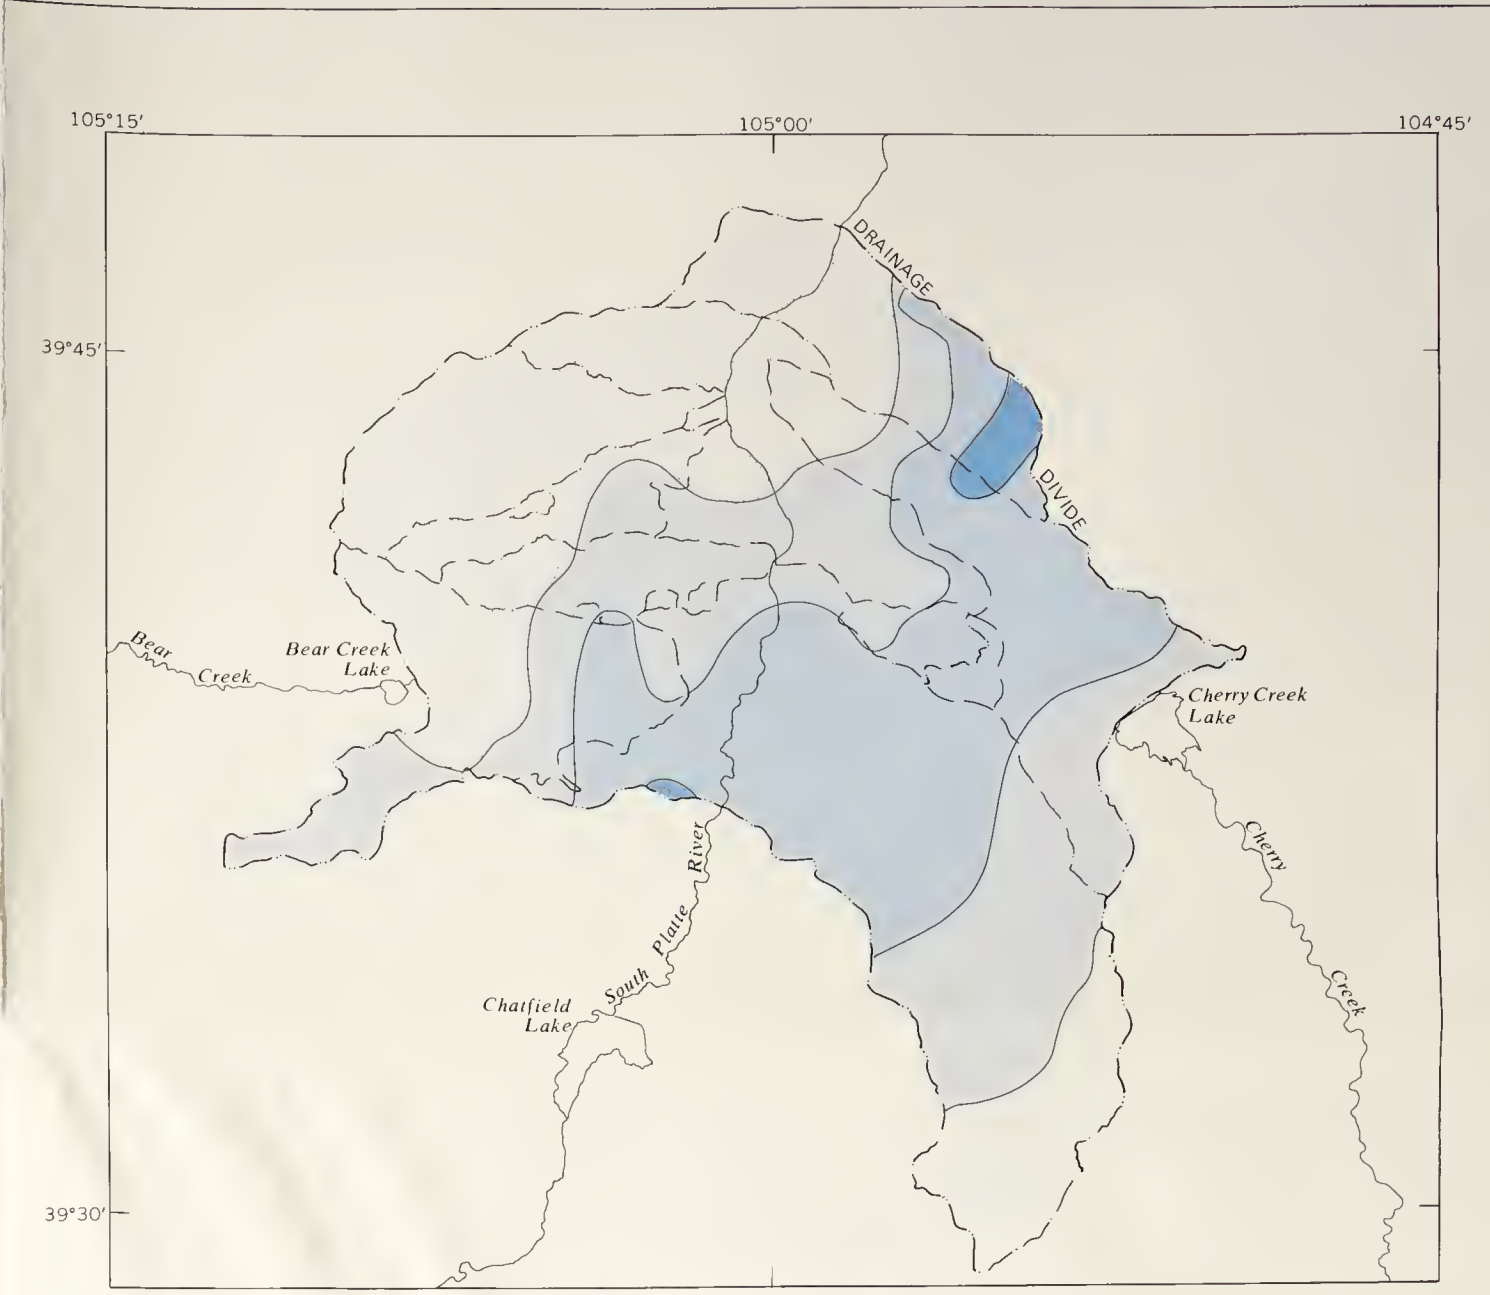 105°15′
105°00′
104°45′
DRAINAGE
39°45′
DIVIDE
Bear
Creek
Bear Creek
Lake
Cherry Creek
Lake
River
Cherry
Platte
South
Creek
Chatfield
Lake
39°30′